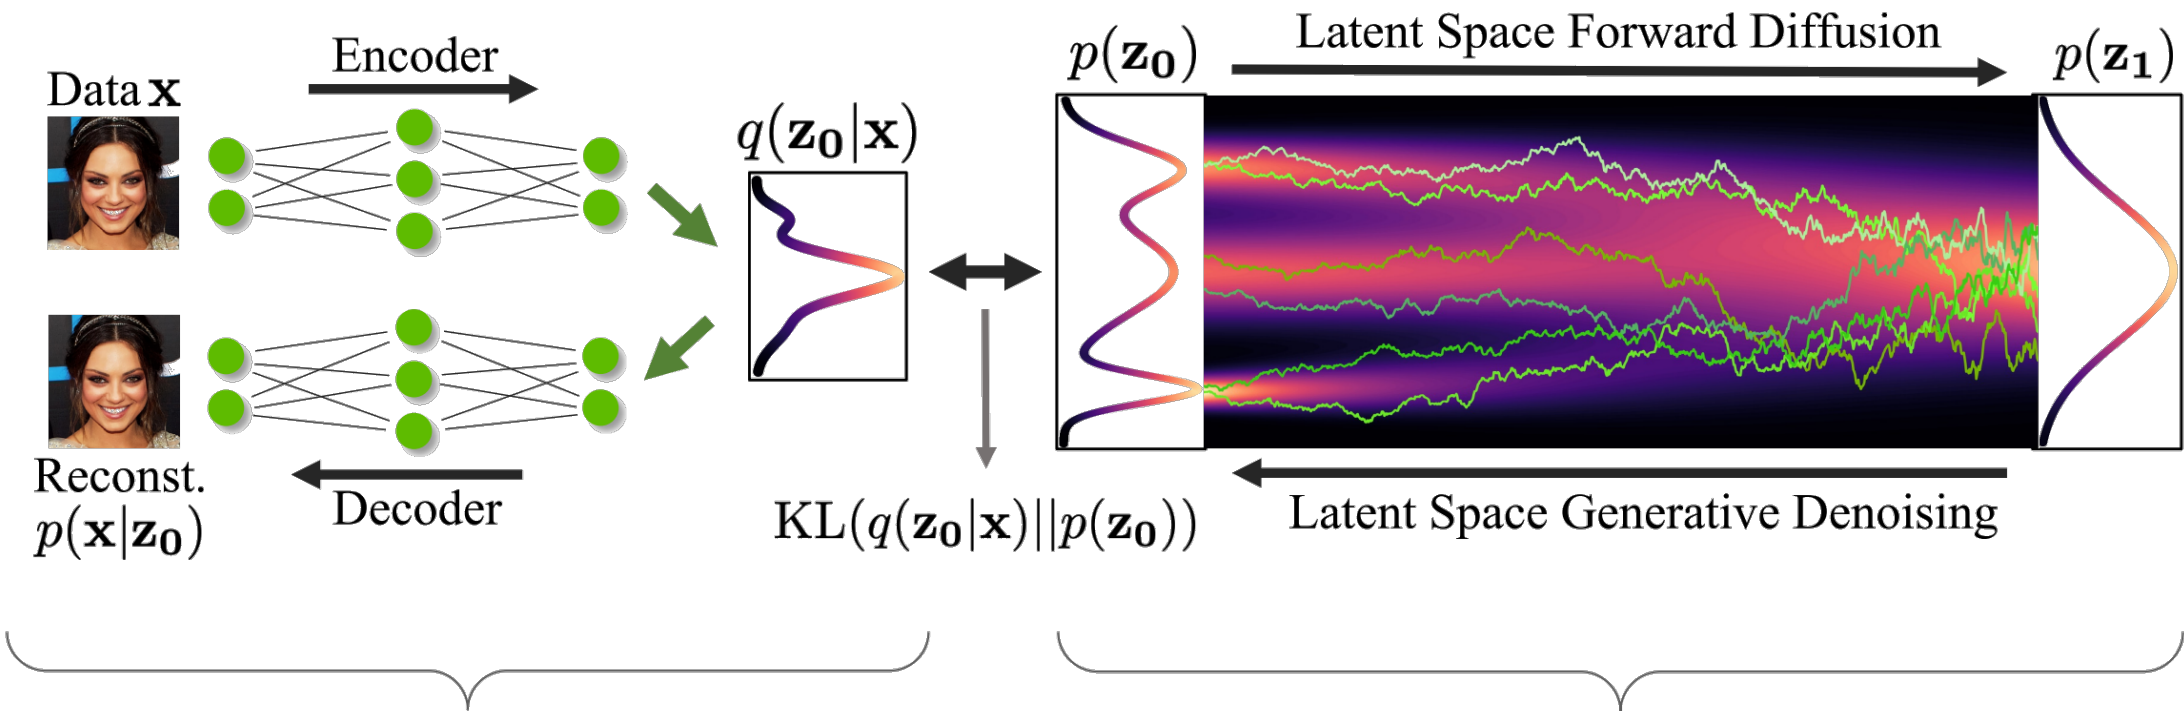 Encoder
Data x
q(z₀|x)
Reconst.
p(x|z₀)
Decoder
KL(q(z₀|x)||p(z₀))
p(z₀)
Latent Space Forward Diffusion
p(z₁)
Latent Space Generative Denoising